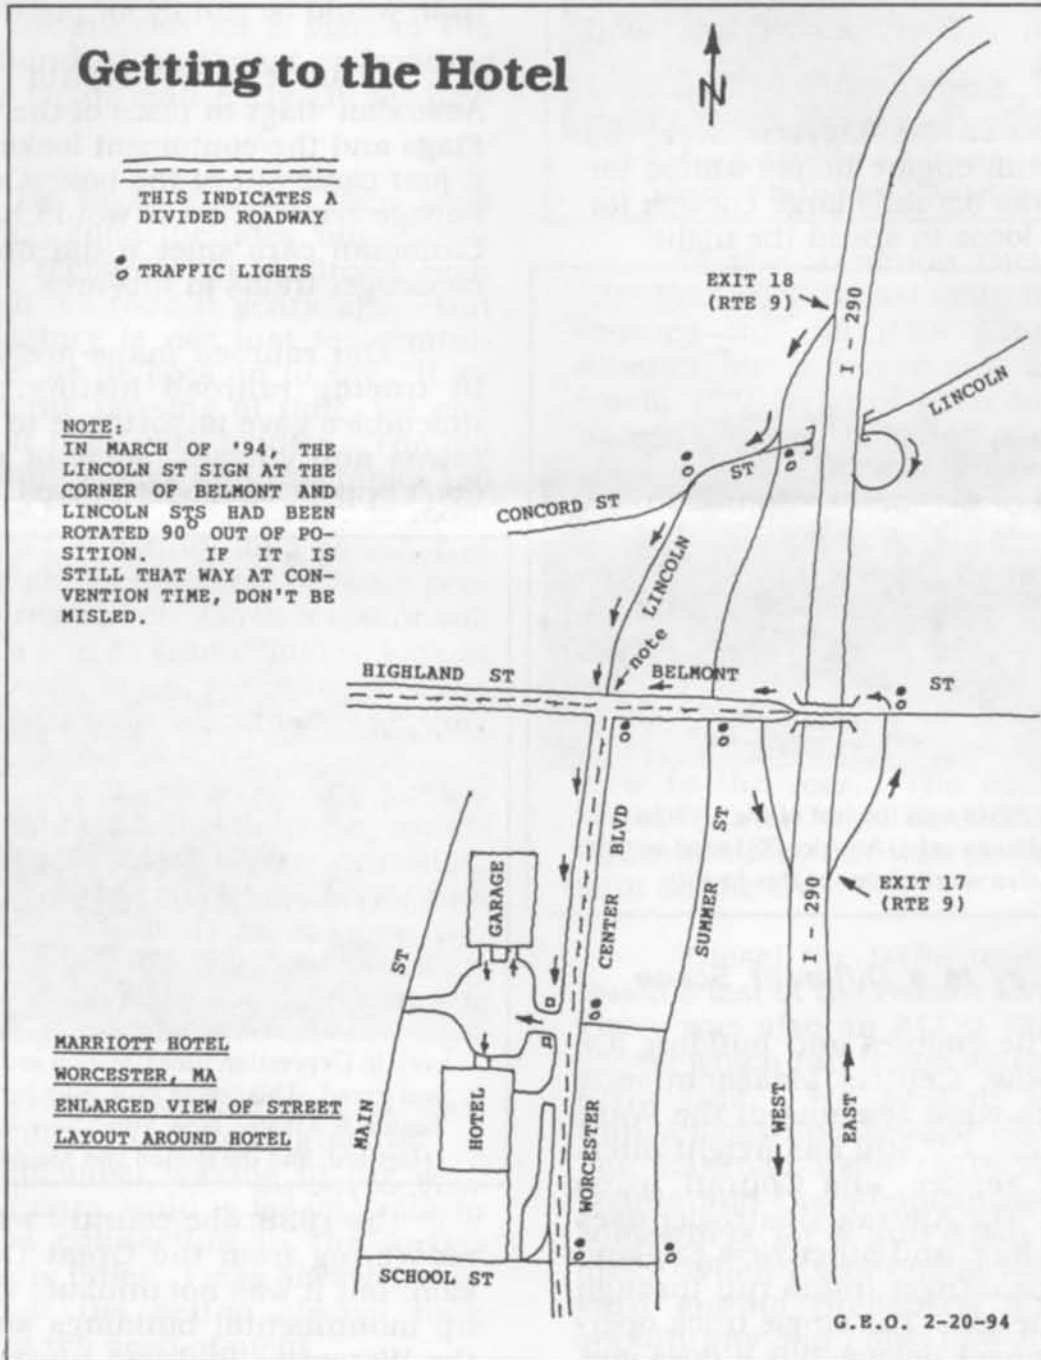 Getting to the Hotel
N
THIS INDICATES A
DIVIDED ROADWAY
TRAFFIC LIGHTS
EXIT 18
(RTE 9)
I - 290
LINCOLN
ST
CONCORD ST
NOTE:
IN MARCH OF '94, THE
LINCOLN ST SIGN AT THE
CORNER OF BELMONT AND
LINCOLN STS HAD BEEN
ROTATED 90° OUT OF PO-
SITION. IF IT IS
STILL THAT WAY AT CON-
VENTION TIME, DON'T BE
MISLED.
LINCOLN
note
HIGHLAND ST
BELMONT
ST
GARAGE
CENTER BLVD
SUMMER ST
I - 290
EXIT 17
(RTE 9)
ST
MARRIOTT HOTEL
WORCESTER, MA
ENLARGED VIEW OF STREET
LAYOUT AROUND HOTEL
MAIN
HOTEL
WORCESTER
WEST
EAST
SCHOOL ST
G.E.O. 2-20-94